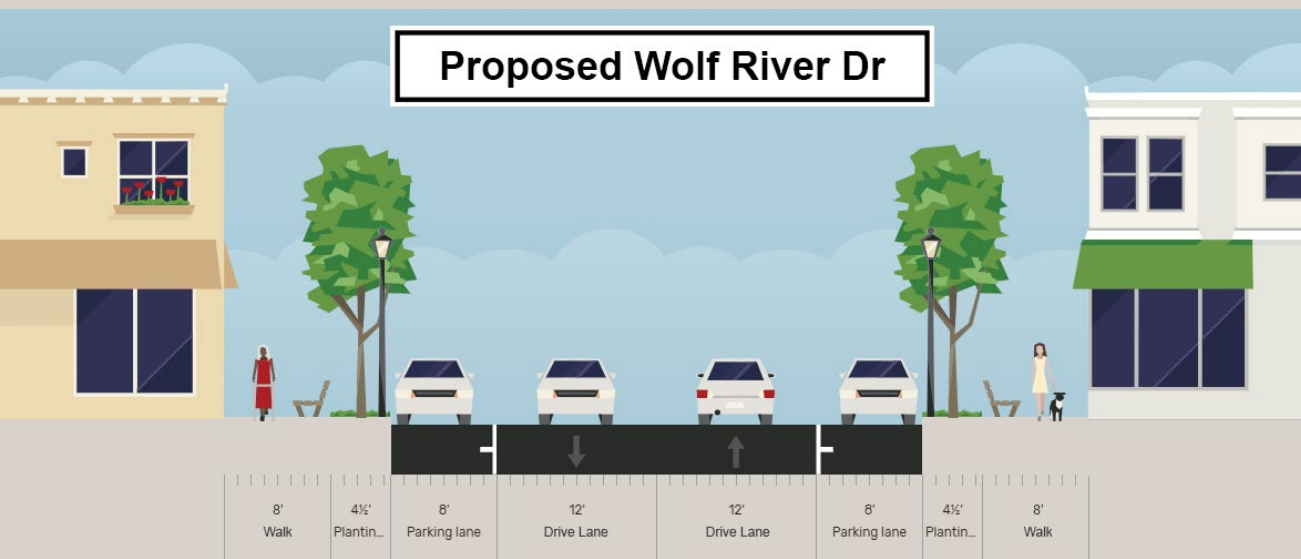 Proposed Wolf River Dr
8' 4½' 8' 12' 12' 8' 4½' 8'
Walk Plantin... Parking lane Drive Lane Drive Lane Parking lane Plantin... Walk